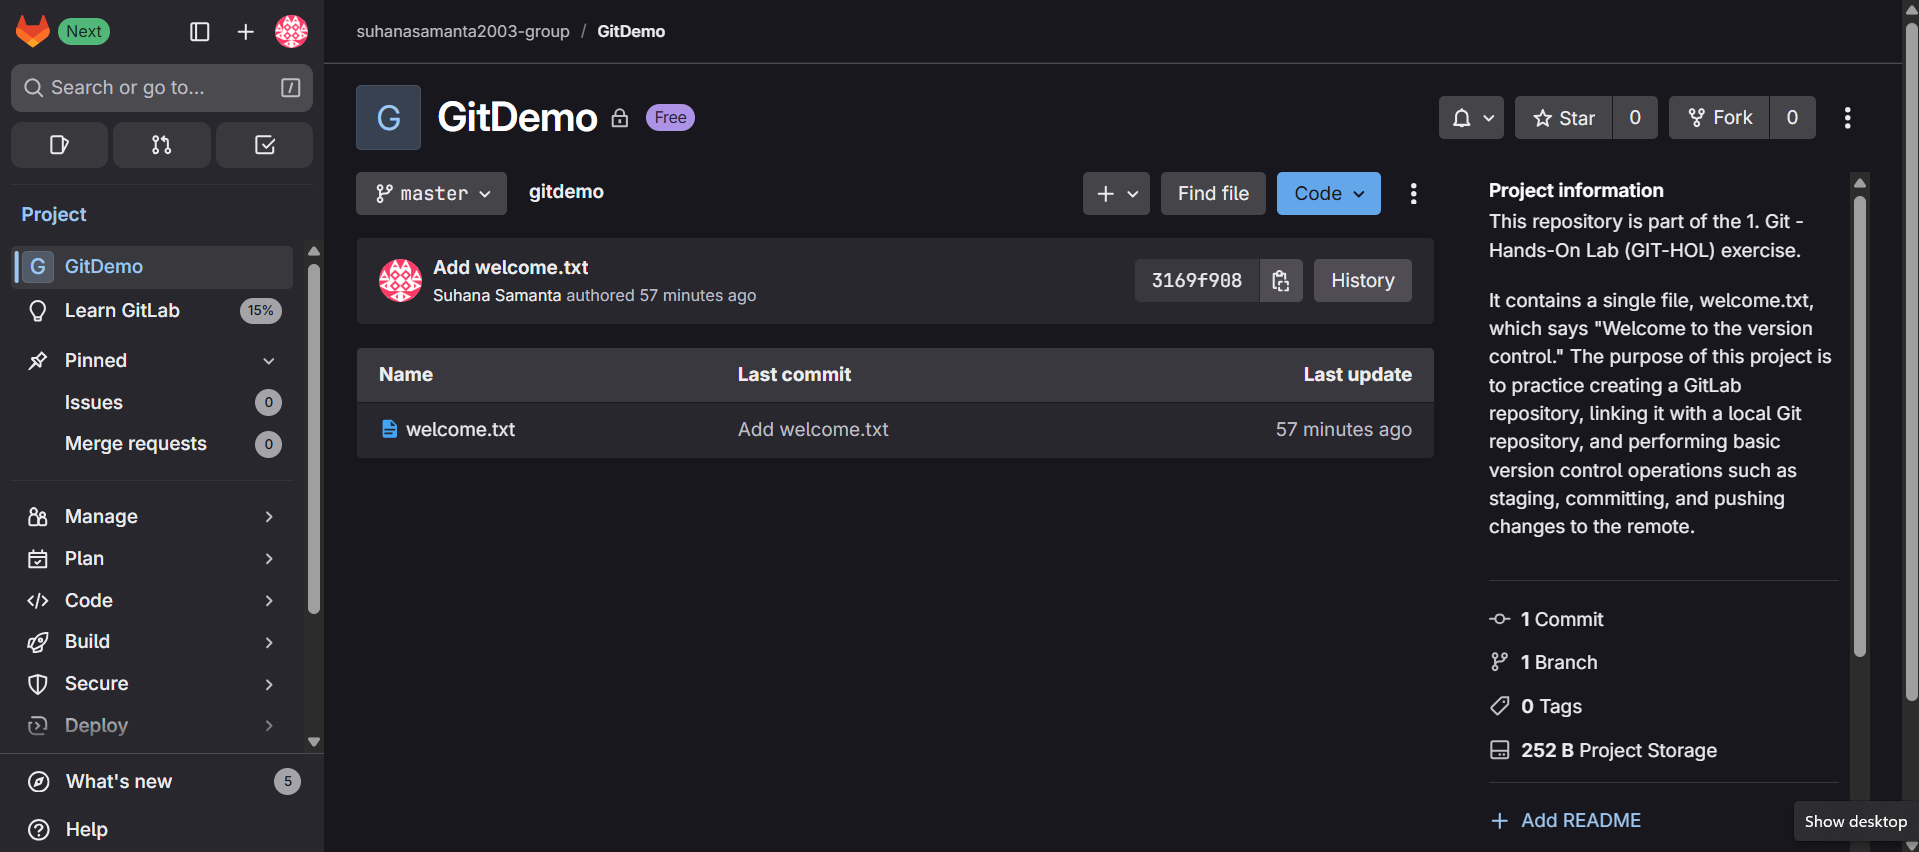 Next
Search or go to...
/
Project
G GitDemo
Learn GitLab 15%
Pinned
Issues 0
Merge requests 0
Manage
Plan
Code
Build
Secure
Deploy
What's new 5
Help
suhanasamanta2003-group / GitDemo
G GitDemo Free
Star 0
Fork 0
master gitdemo
+ Find file Code
Add welcome.txt
Suhana Samanta authored 57 minutes ago
3169f908 History
Name Last commit Last update
welcome.txt Add welcome.txt 57 minutes ago
Project information
This repository is part of the 1. Git -
Hands-On Lab (GIT-HOL) exercise.
It contains a single file, welcome.txt,
which says "Welcome to the version
control." The purpose of this project is
to practice creating a GitLab
repository, linking it with a local Git
repository, and performing basic
version control operations such as
staging, committing, and pushing
changes to the remote.
1 Commit
1 Branch
0 Tags
252 B Project Storage
+ Add README
Show desktop